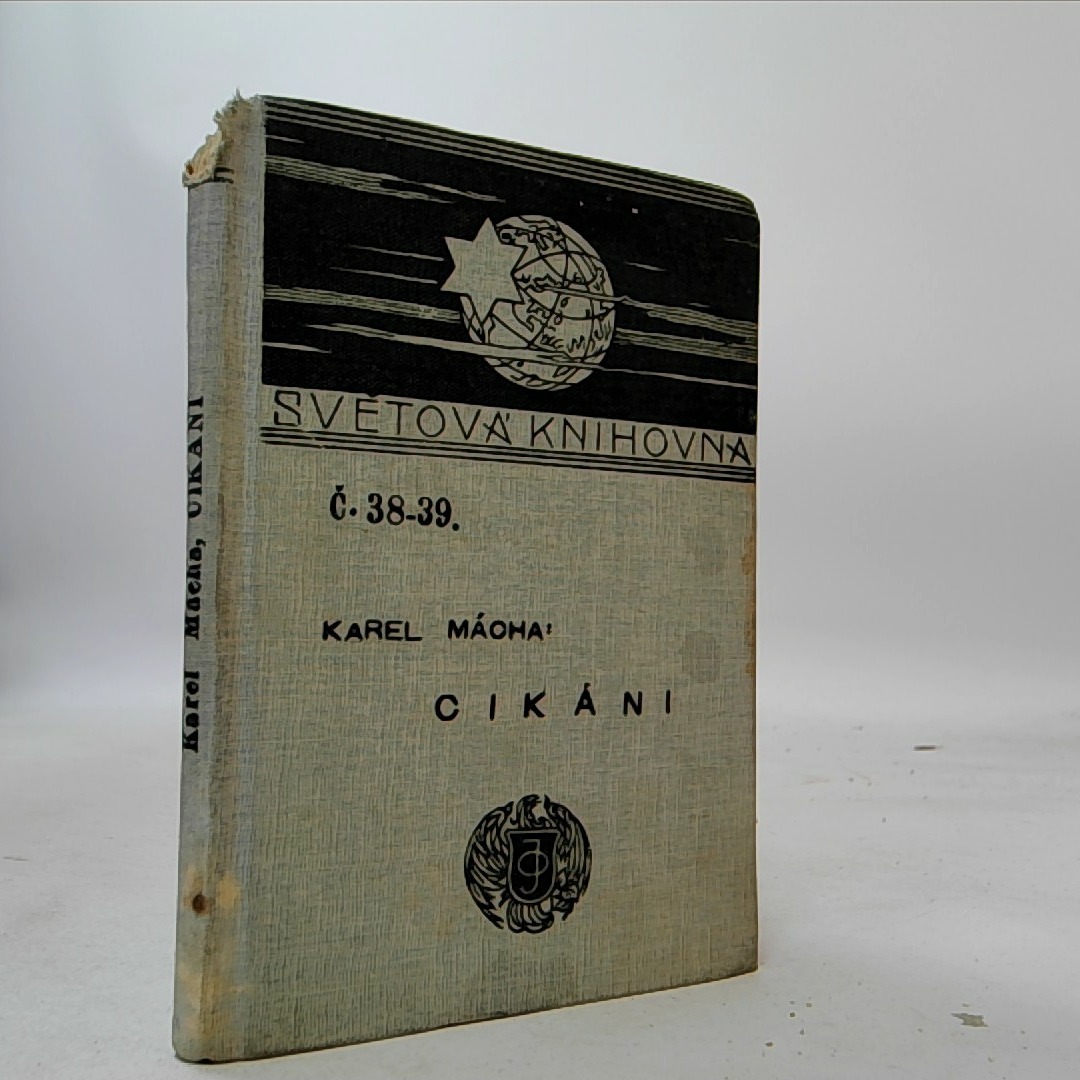 SVĚTOVÁ KNIHOVNA
Č. 38-39.
KAREL MÁCHA:
CIKÁNI
Karel Mácha, CIKÁNI